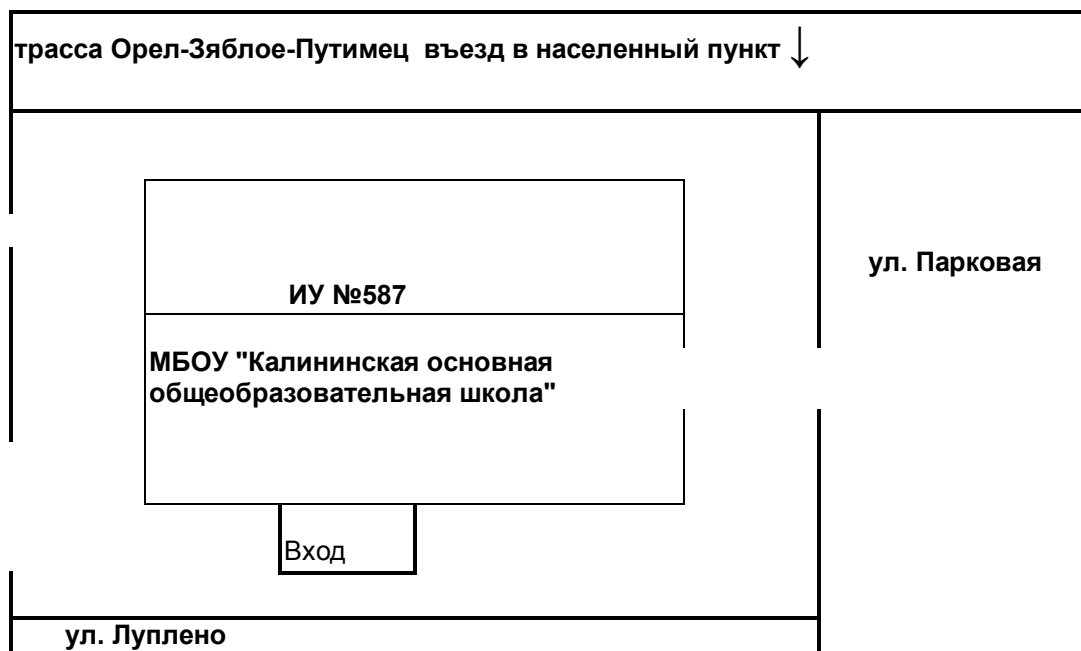 трасса Орел-Зяблое-Путимец въезд в населенный пункт ↓
ул. Парковая
ИУ №587
МБОУ "Калининская основная
общеобразовательная школа"
Вход
ул. Луплено